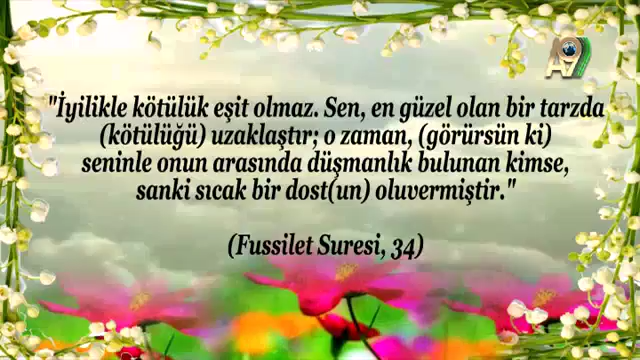 A9
"İyilikle kötülük eşit olmaz. Sen, en güzel olan bir tarzda
(kötülüğü) uzaklaştır; o zaman, (görürsün ki)
seninle onun arasında düşmanlık bulunan kimse,
sanki sıcak bir dost(un) oluvermiştir."
(Fussilet Suresi, 34)